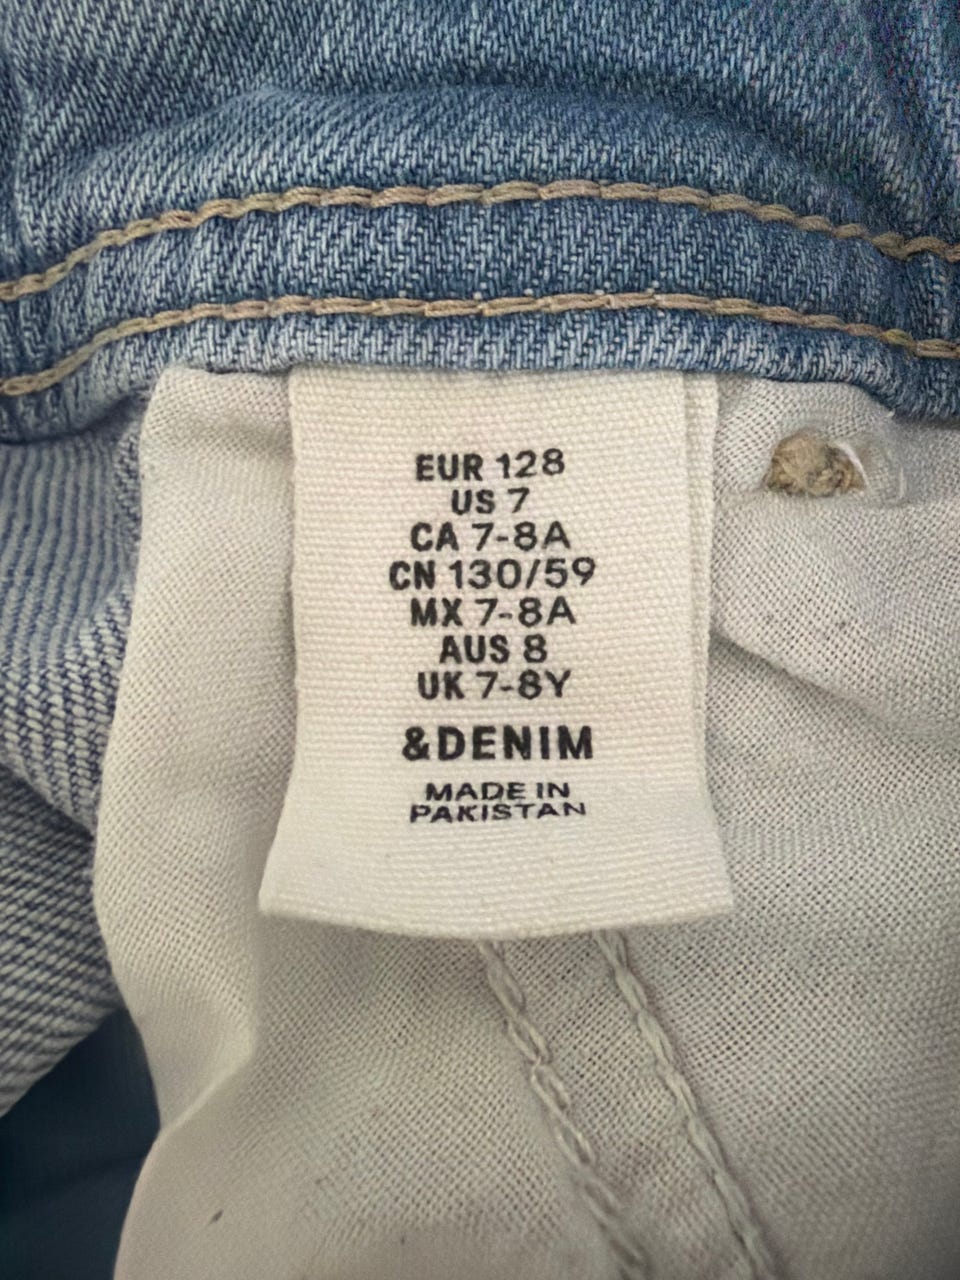 EUR 128
US 7
CA 7-8A
CN 130/59
MX 7-8A
AUS 8
UK 7-8Y
&DENIM
MADE IN
PAKISTAN